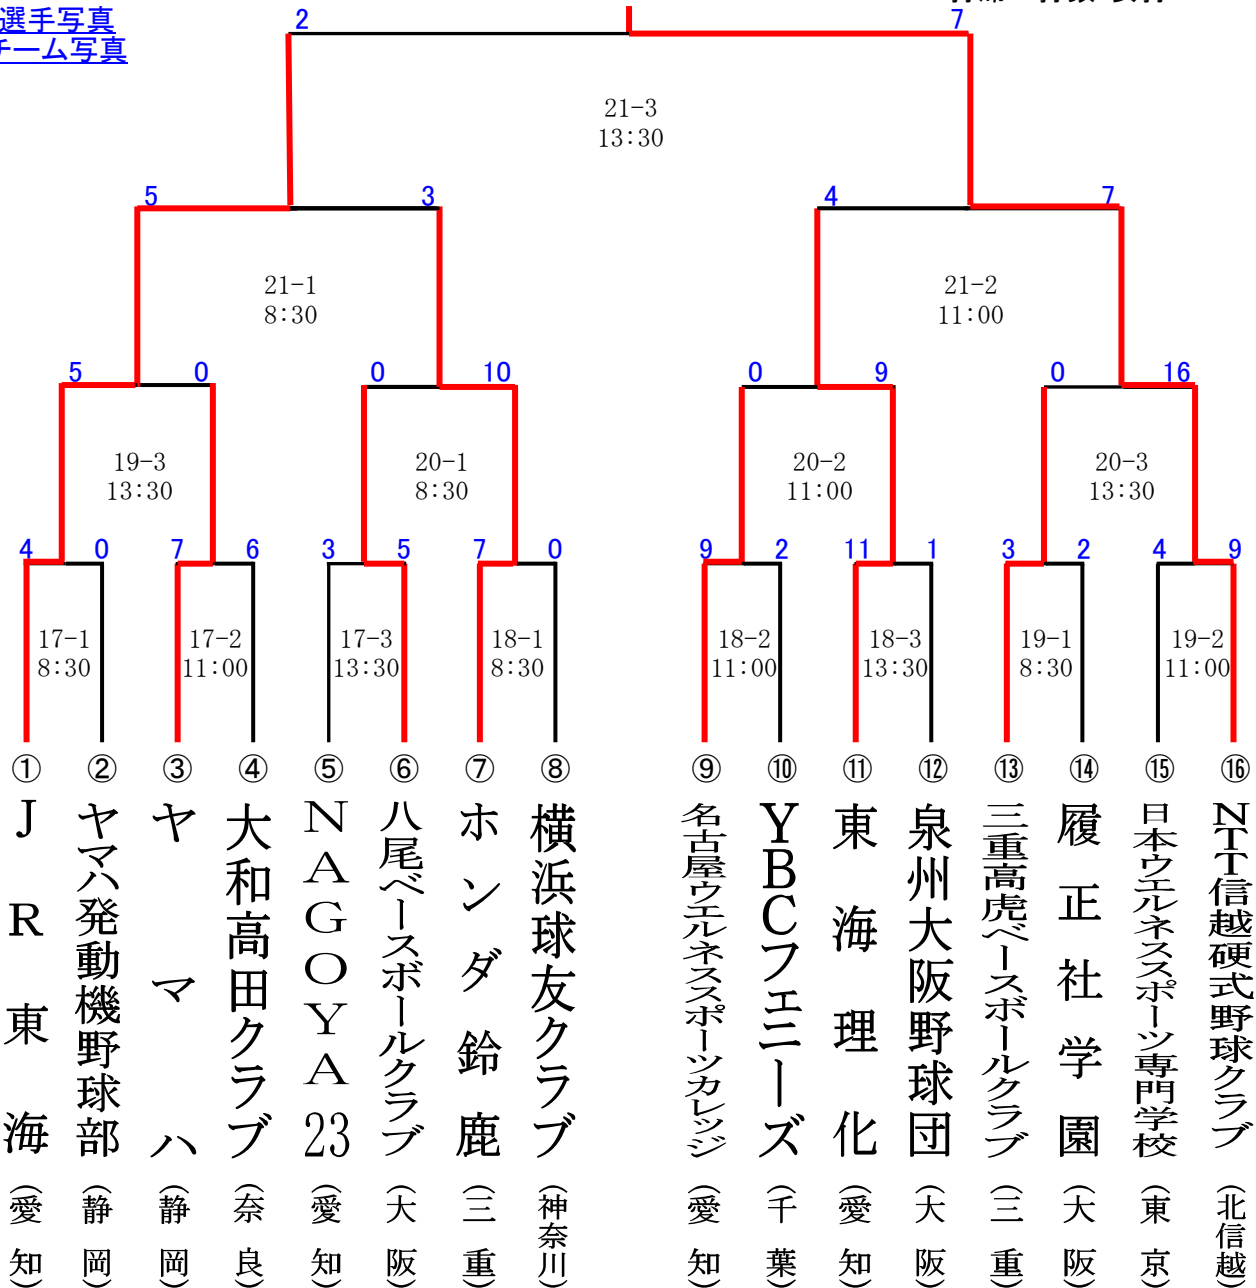 選手写真
チーム写真
2 7
21-3
13:30
5 3 4 7
21-1 21-2
8:30 11:00
5 0 0 10 0 9 0 16
19-3 20-1 20-2 20-3
13:30 8:30 11:00 13:30
4 0 7 6 3 5 7 0 9 2 11 1 3 2 4 9
17-1 17-2 17-3 18-1 18-2 18-3 19-1 19-2
8:30 11:00 13:30 8:30 11:00 13:30 8:30 11:00
① ② ③ ④ ⑤ ⑥ ⑦ ⑧ ⑨ ⑩ ⑪ ⑫ ⑬ ⑭ ⑮ ⑯
JR東海
(愛知)
ヤマハ発動機野球部
(静岡)
ヤマハ
(静岡)
大和高田クラブ
(奈良)
NAGOYA23
(愛知)
八尾ベースボールクラブ
(大阪)
ホンダ鈴鹿
(三重)
横浜球友クラブ
(神奈川)
名古屋ウエルネススポーツカレッジ
(愛知)
YBCフェニーズ
(千葉)
東海理化
(愛知)
泉州大阪野球団
(大阪)
三重高虎ベースボールクラブ
(三重)
履正社学園
(大阪)
日本ウエルネススポーツ専門学校
(東京)
NTT信越硬式野球クラブ
(北信越)